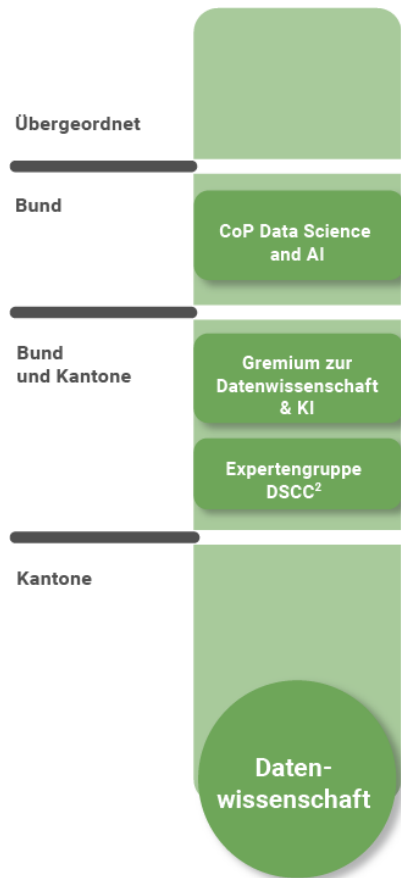 Übergeordnet
Bund
CoP Data Science
and AI
Bund
und Kantone
Gremium zur
Datenwissenschaft
& KI
Expertengruppe
DSCC²
Kantone
Daten-
wissenschaft